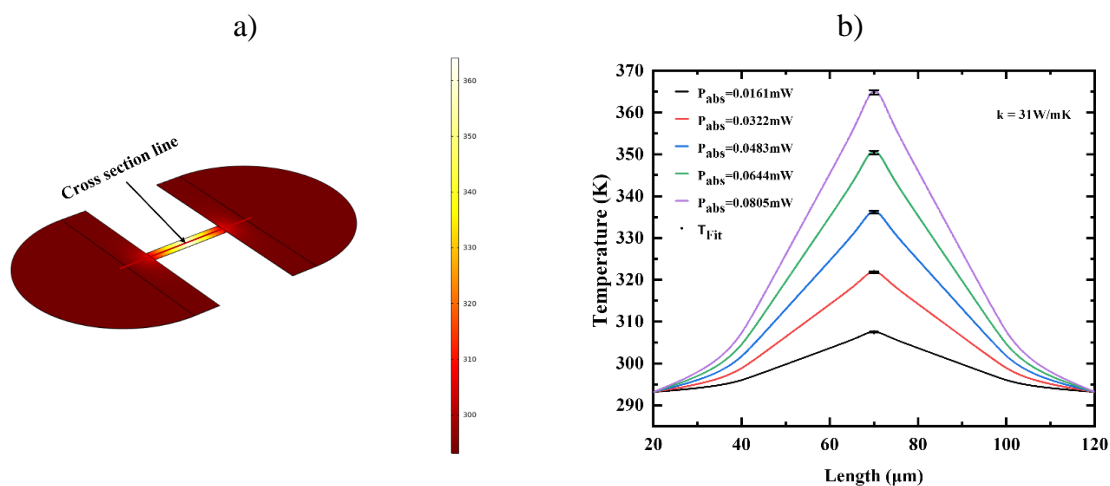 a)
Cross section line
360
350
340
330
320
310
300
b)
370
360
350
340
330
320
310
300
290
Temperature (K)
P_abs=0.0161mW
P_abs=0.0322mW
P_abs=0.0483mW
P_abs=0.0644mW
P_abs=0.0805mW
T_Fit
k = 31W/mK
20 40 60 80 100 120
Length (μm)